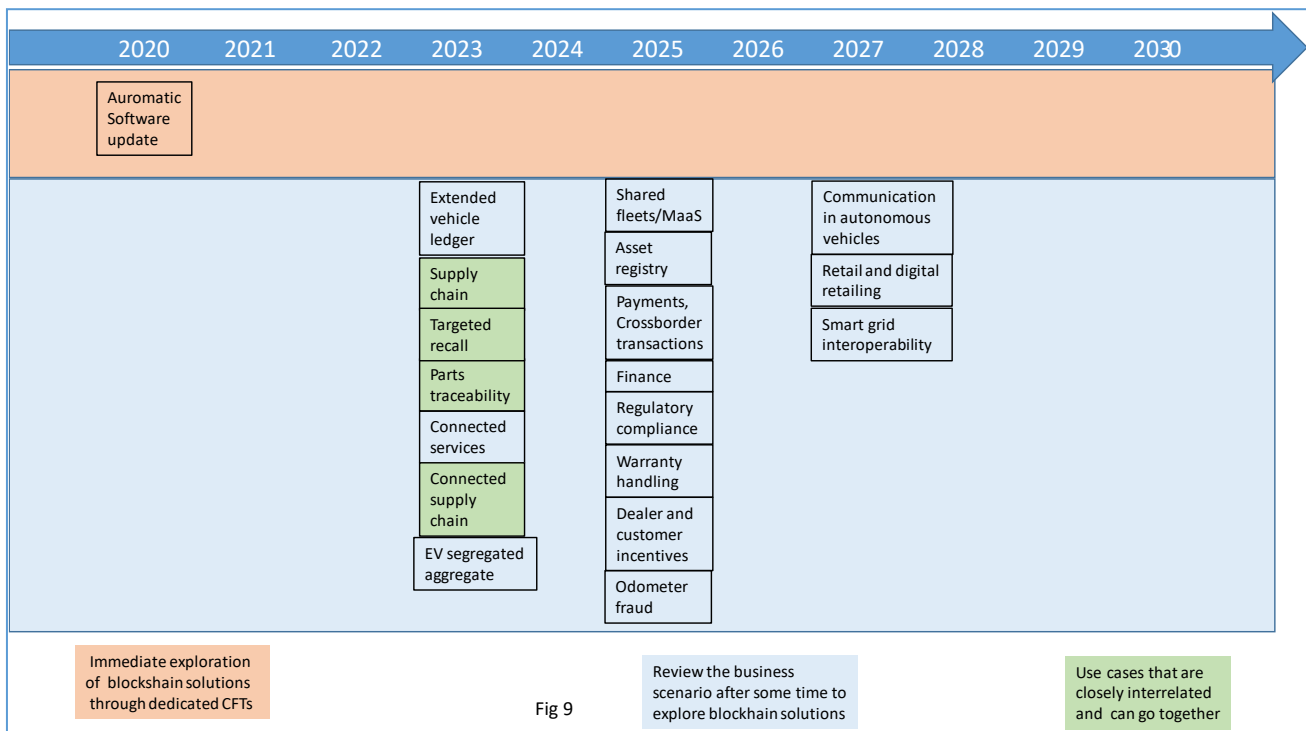 2020 2021 2022 2023 2024 2025 2026 2027 2028 2029 2030
Auromatic
Software
update
Extended
vehicle
ledger
Supply
chain
Targeted
recall
Parts
traceability
Connected
services
Connected
supply
chain
EV segregated
aggregate
Shared
fleets/MaaS
Asset
registry
Payments,
Crossborder
transactions
Finance
Regulatory
compliance
Warranty
handling
Dealer and
customer
incentives
Odometer
fraud
Communication
in autonomous
vehicles
Retail and digital
retailing
Smart grid
interoperability
Immediate exploration
of blockshain solutions
through dedicated CFTs
Fig 9
Review the business
scenario after some time to
explore blockhain solutions
Use cases that are
closely interrelated
and can go together